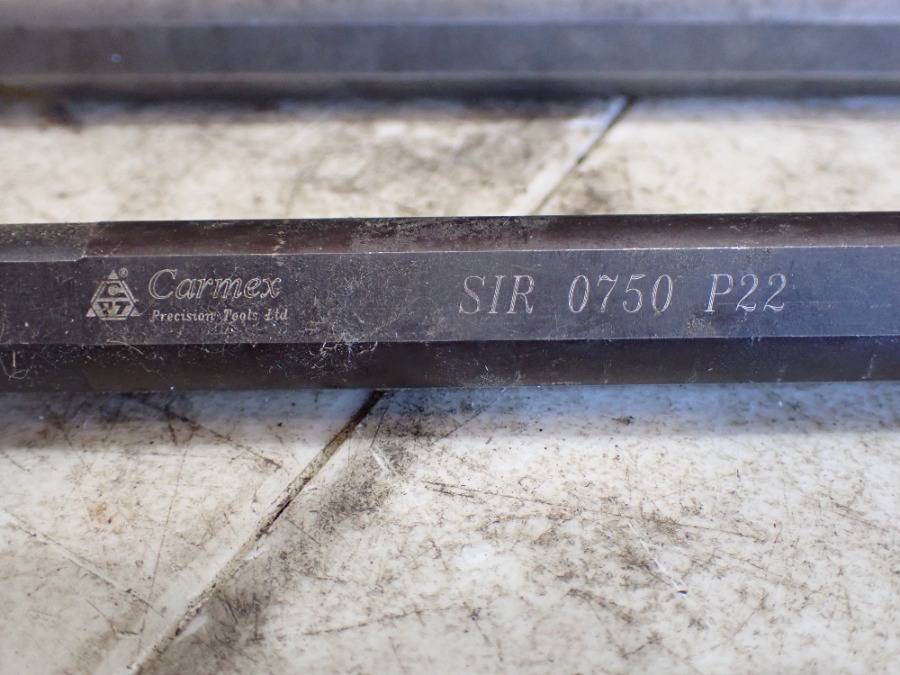 Carmex
Precision Tools Ltd
SIR 0750 P22